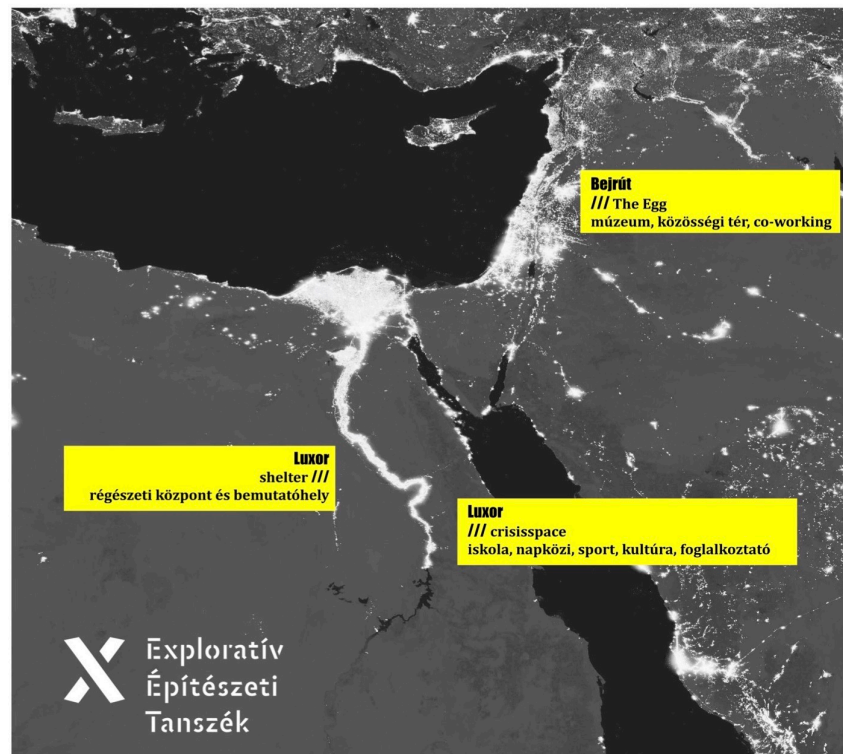 Bejrút
/// The Egg
múzeum, közösségi tér, co-working
Luxor
shelter ///
régészeti központ és bemutatóhely
Luxor
/// crisisspace
iskola, napközi, sport, kultúra, foglalkoztató
X
Exploratív
Építészeti
Tanszék